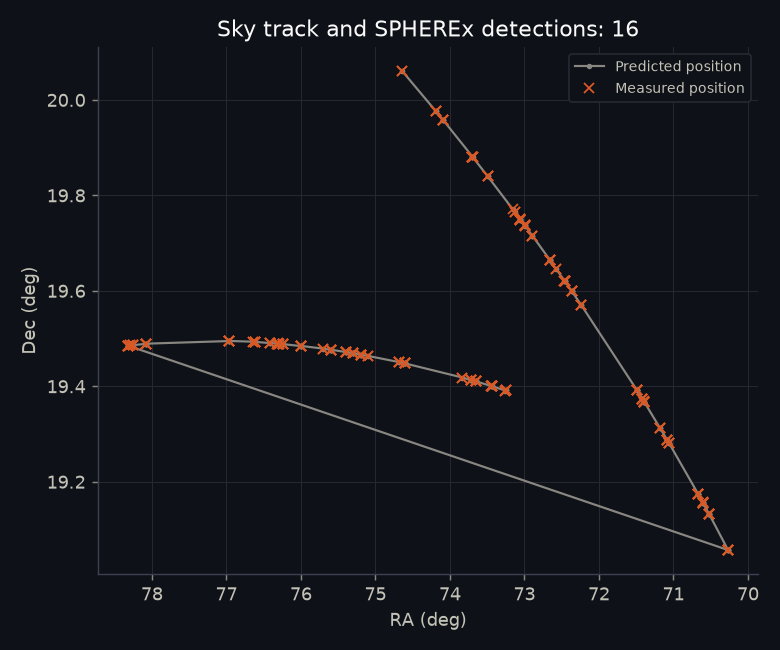 Sky track and SPHEREx detections: 16
Predicted position
Measured position
20.0
19.8
19.6
19.4
19.2
Dec (deg)
78 77 76 75 74 73 72 71 70
RA (deg)